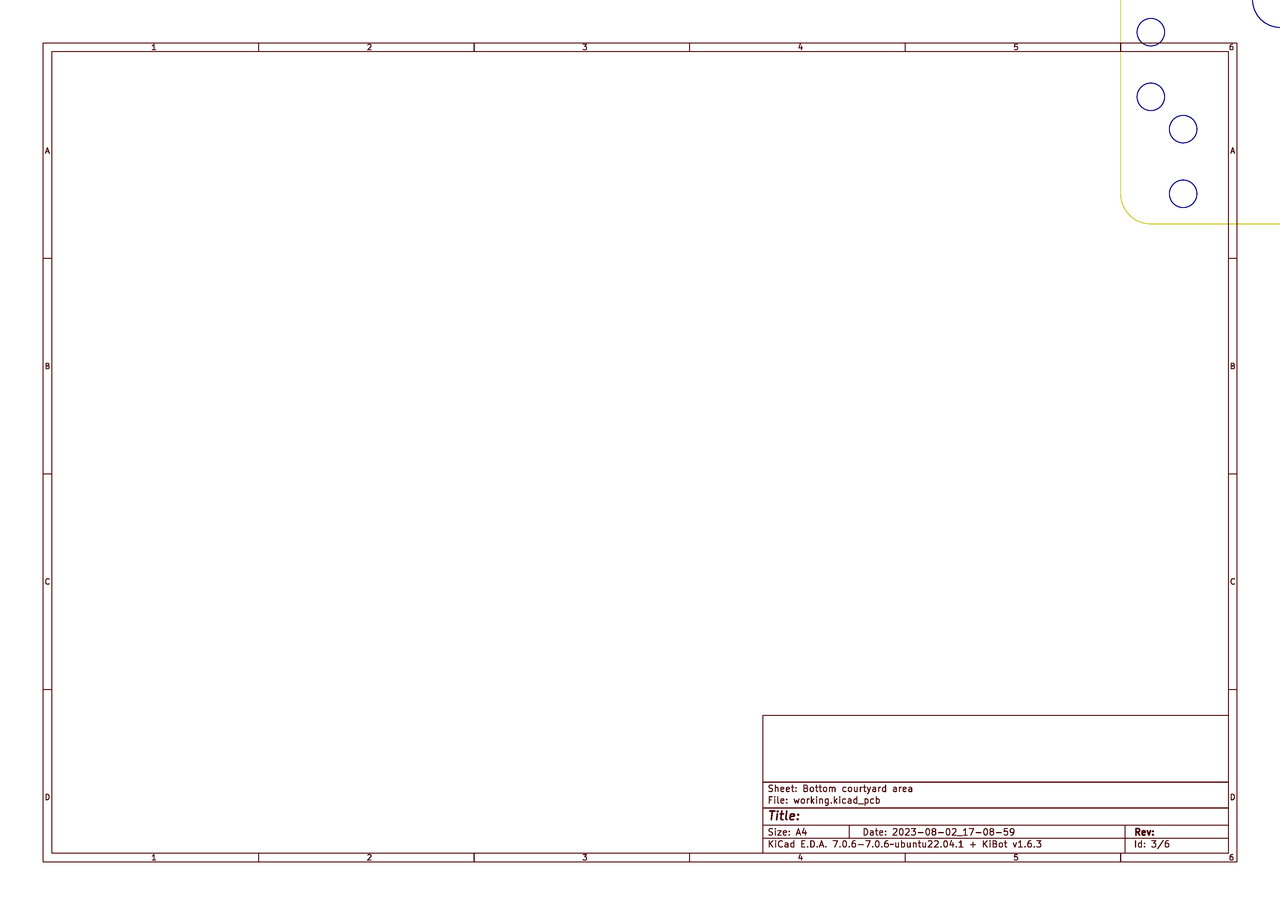 1 2 3 4 5 6
A A
B B
C C
D D
Sheet: Bottom courtyard area
File: working.kicad_pcb
Title:
Size: A4 Date: 2023-08-02_17-08-59 Rev:
KiCad E.D.A. 7.0.6-7.0.6~ubuntu22.04.1 + KiBot v1.6.3 Id: 3/6
1 2 3 4 5 6